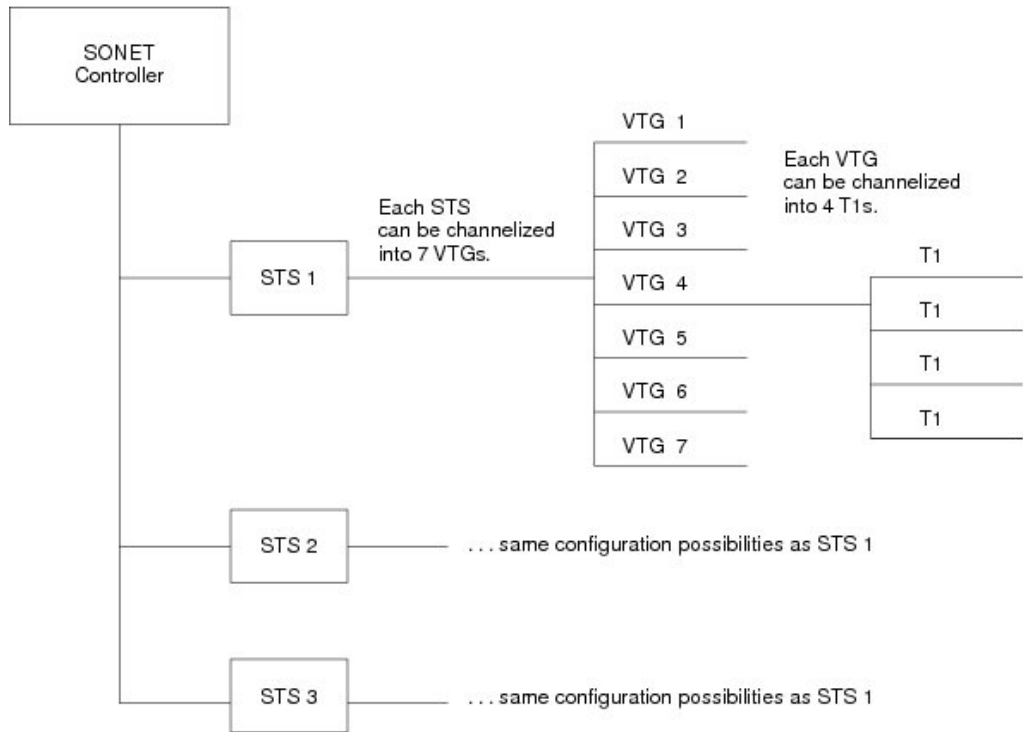 SONET
Controller
VTG 1
VTG 2
VTG 3
VTG 4
VTG 5
VTG 6
VTG 7
Each VTG
can be channelized
into 4 T1s.
Each STS
can be channelized
into 7 VTGs.
STS 1
T1
T1
T1
T1
STS 2
. . . same configuration possibilities as STS 1
STS 3
. . . same configuration possibilities as STS 1